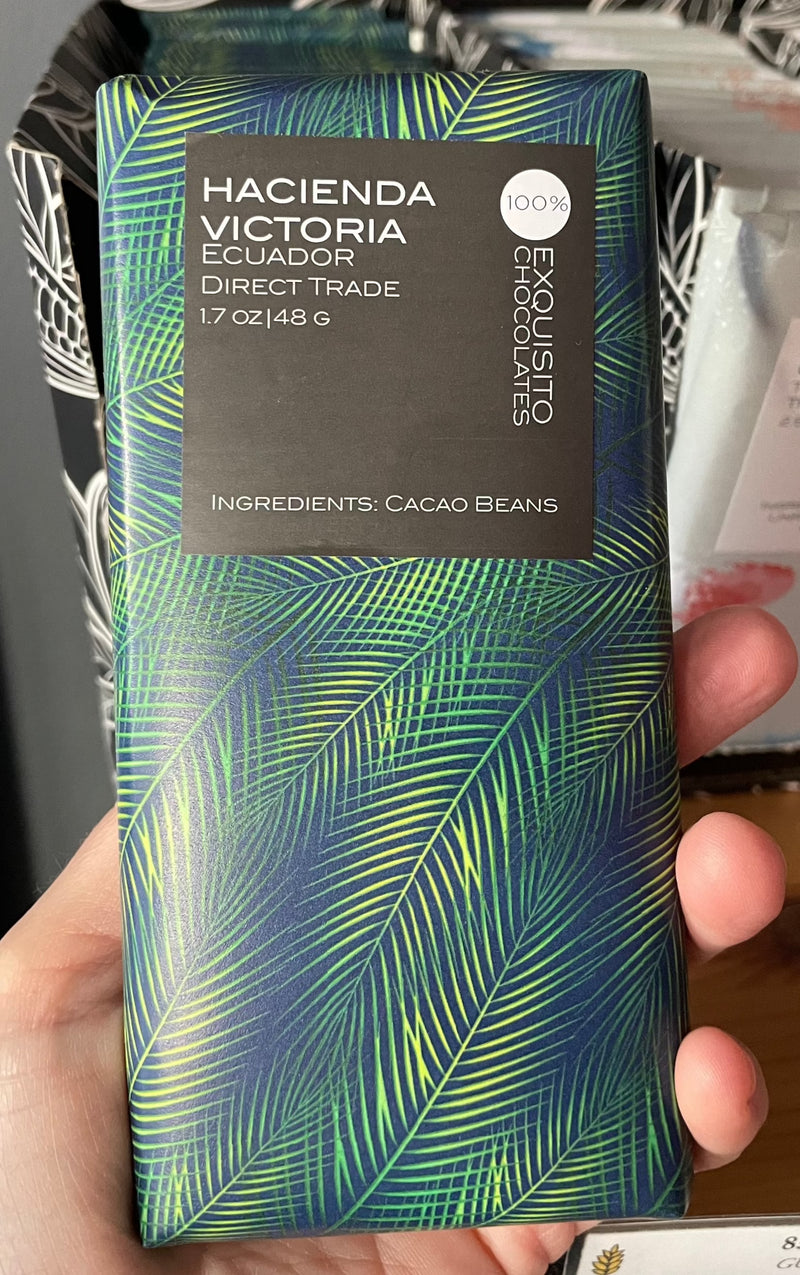 HACIENDA
VICTORIA
ECUADOR
DIRECT TRADE
1.7 OZ|48 G
100%
EXQUISITO
CHOCOLATES
INGREDIENTS: CACAO BEANS